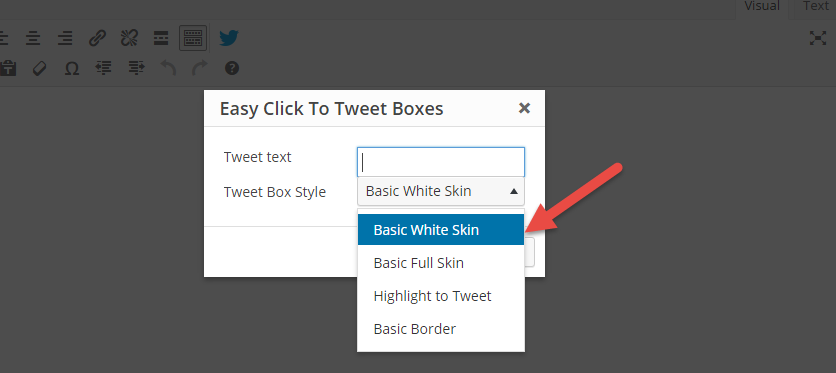 Visual Text
Easy Click To Tweet Boxes
Tweet text
Tweet Box Style Basic White Skin
Basic White Skin
Basic Full Skin
Highlight to Tweet
Basic Border